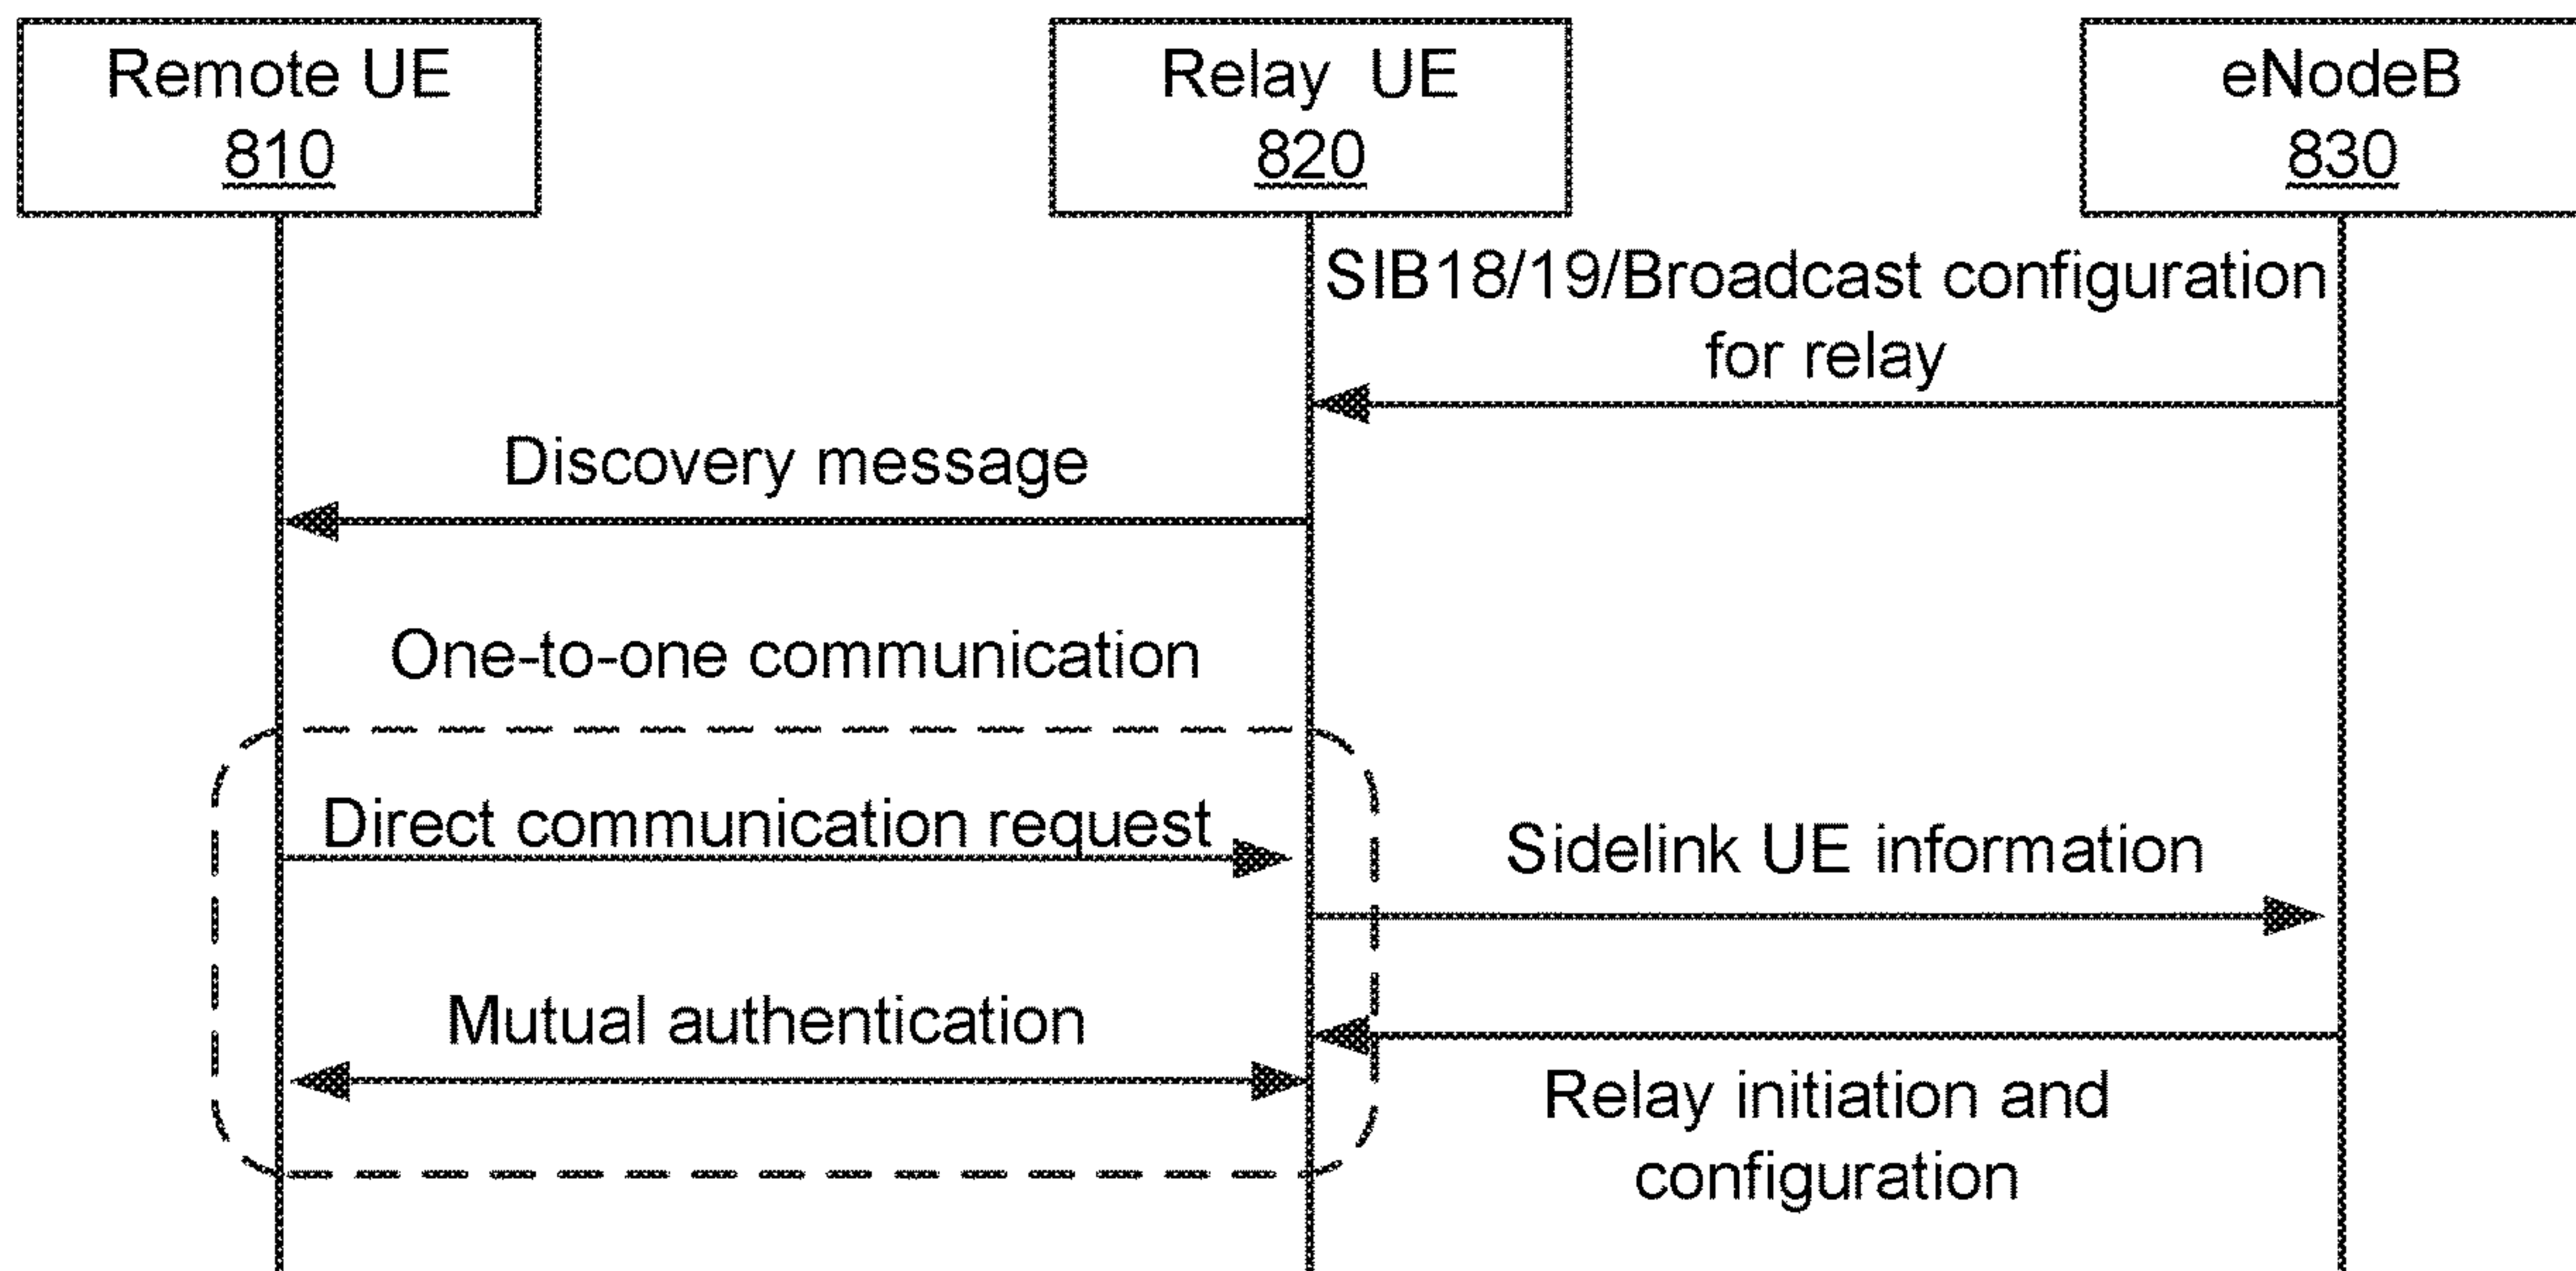 Remote UE
810
Relay UE
820
eNodeB
830
SIB18/19/Broadcast configuration
for relay
Discovery message
One-to-one communication
Direct communication request
Sidelink UE information
Mutual authentication
Relay initiation and
configuration